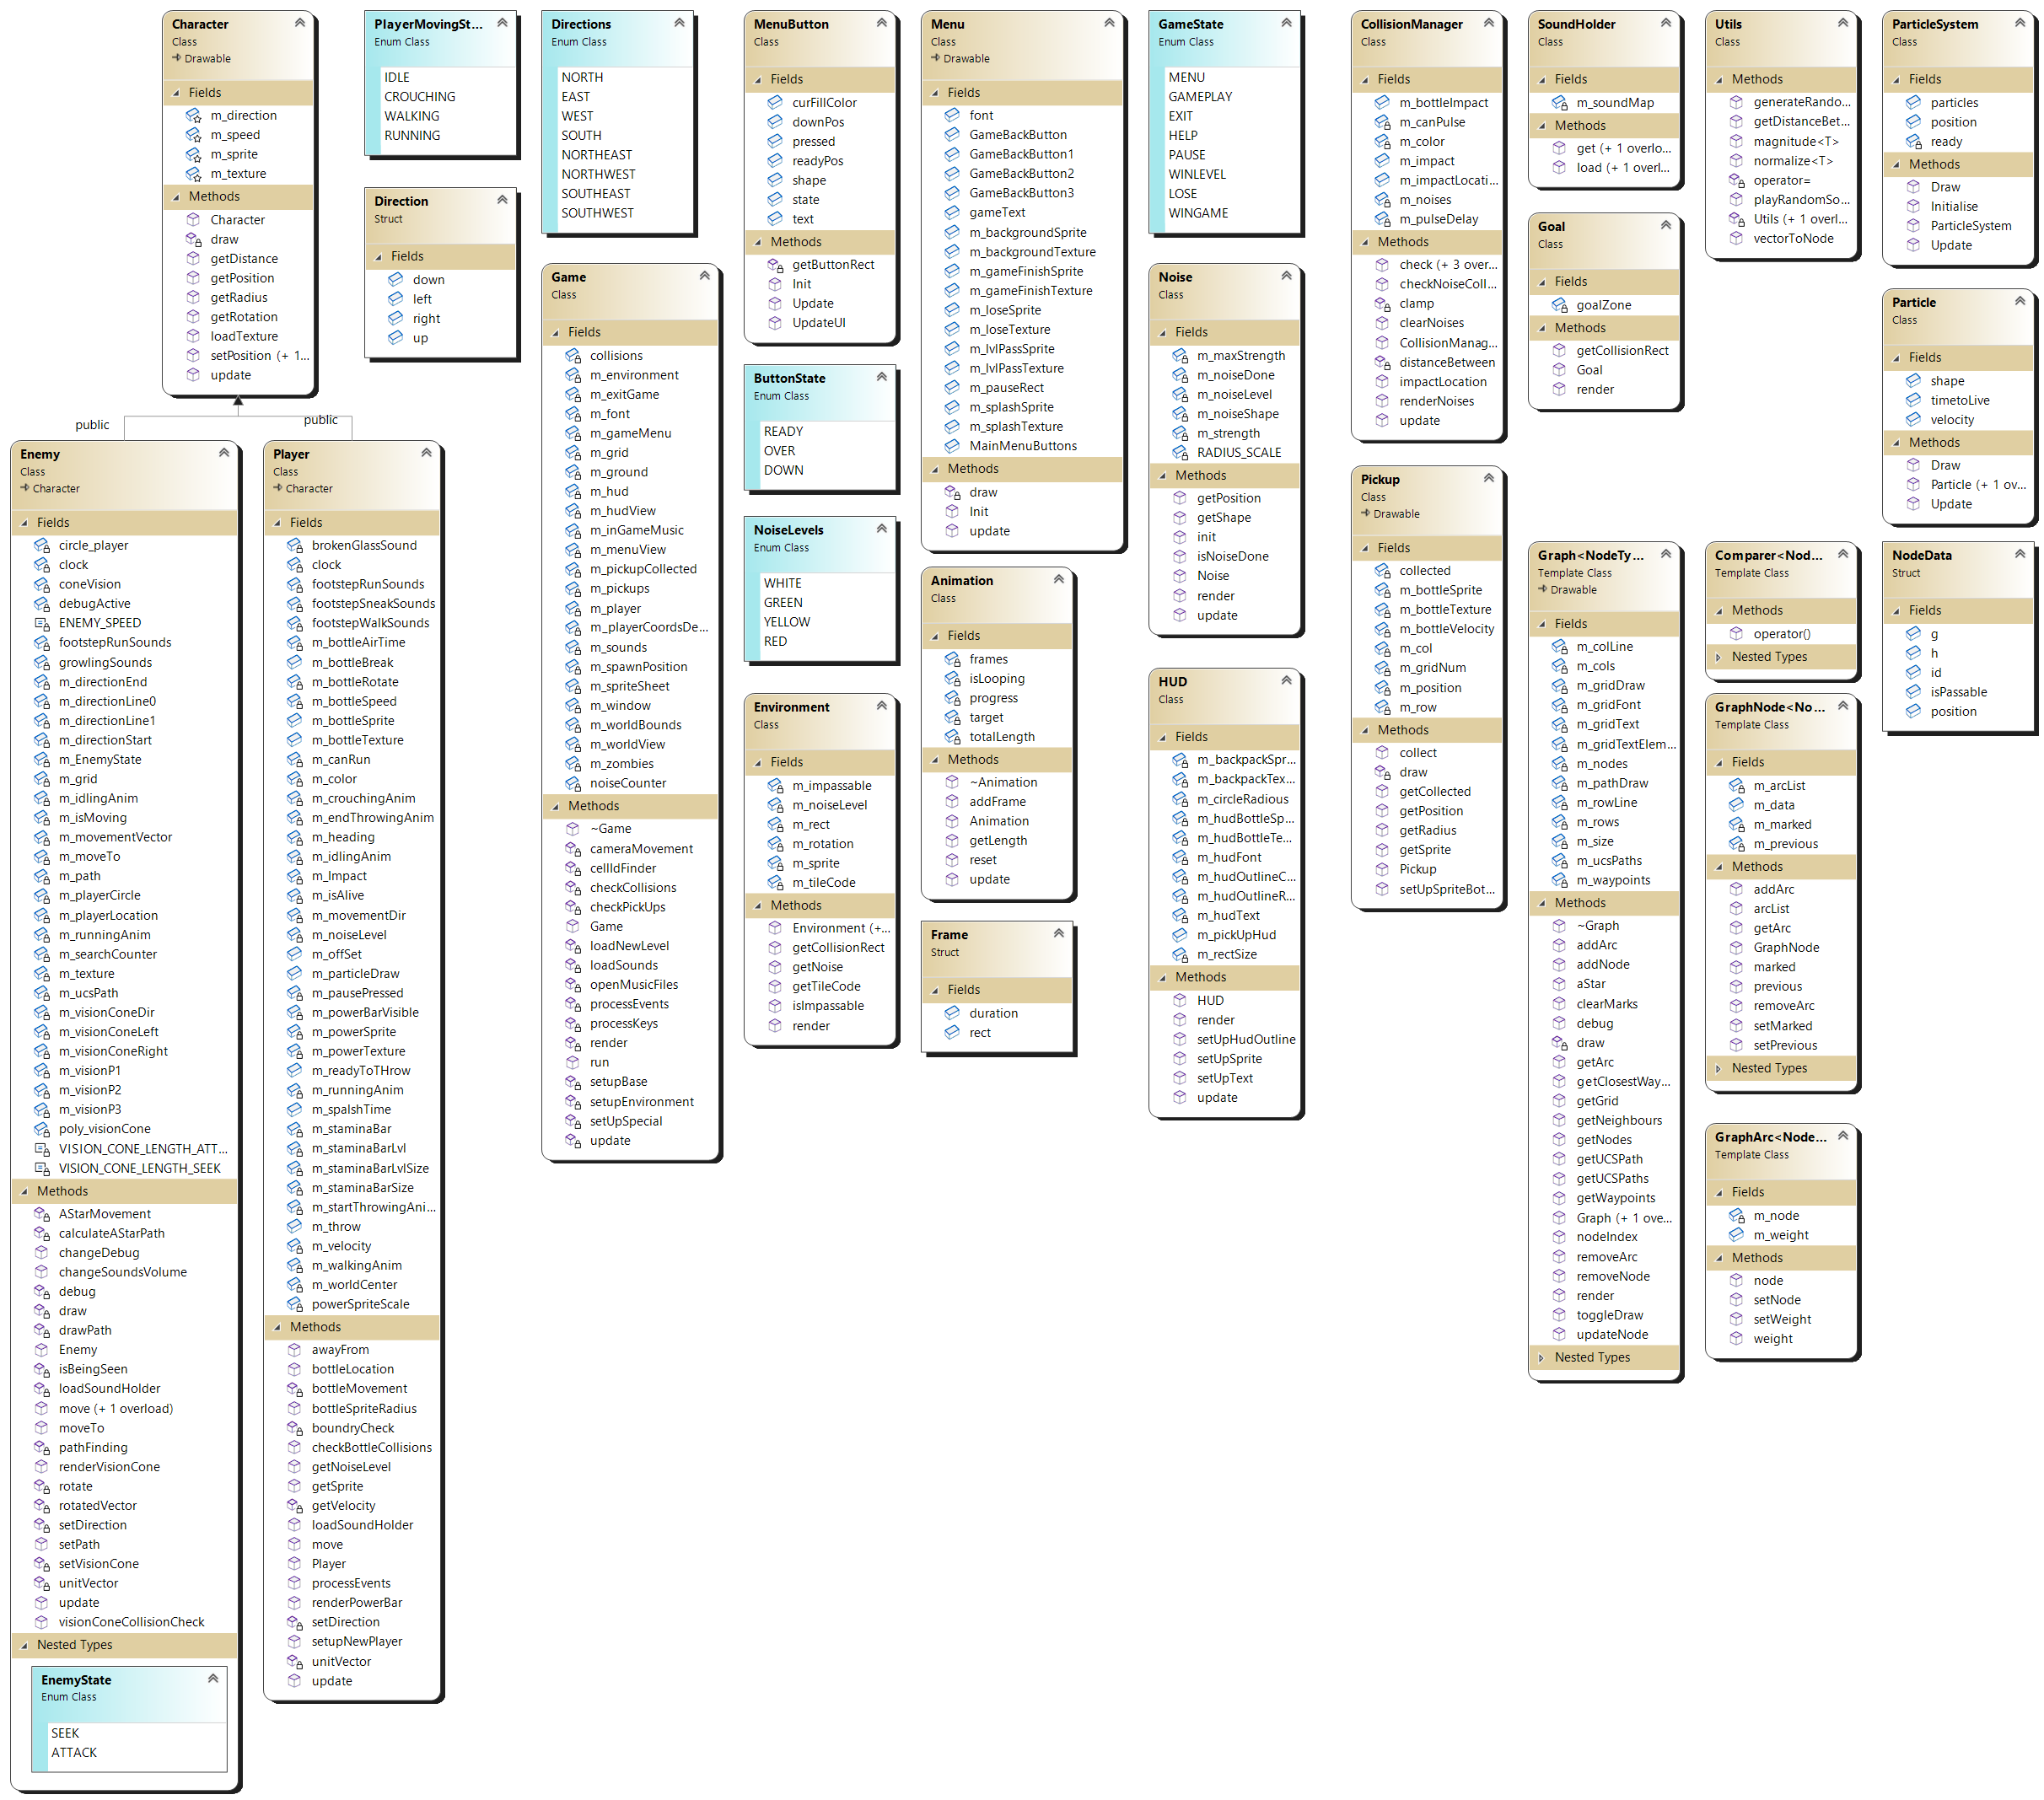 Character
Class
Drawable
Fields
m_direction
m_speed
m_sprite
m_texture
Methods
Character
draw
getDistance
getPosition
getRadius
getRotation
loadTexture
setPosition (+ 1...
update
public
public
Enemy
Class
Character
Fields
circle_player
clock
coneVision
debugActive
ENEMY_SPEED
footstepRunSounds
growlingSounds
m_directionEnd
m_directionLine0
m_directionLine1
m_directionStart
m_EnemyState
m_grid
m_idlingAnim
m_isMoving
m_movementVector
m_moveTo
m_path
m_playerCircle
m_playerLocation
m_runningAnim
m_searchCounter
m_texture
m_ucsPath
m_visionConeDir
m_visionConeLeft
m_visionConeRight
m_visionP1
m_visionP2
m_visionP3
poly_visionCone
VISION_CONE_LENGTH_ATT...
VISION_CONE_LENGTH_SEEK
Methods
AStarMovement
calculateAStarPath
changeDebug
changeSoundsVolume
debug
draw
drawPath
Enemy
isBeingSeen
loadSoundHolder
move (+ 1 overload)
moveTo
pathFinding
renderVisionCone
rotate
rotatedVector
setDirection
setPath
setVisionCone
unitVector
update
visionConeCollisionCheck
Nested Types
EnemyState
Enum Class
SEEK
ATTACK
Player
Class
Character
Fields
brokenGlassSound
clock
footstepRunSounds
footstepSneakSounds
footstepWalkSounds
m_bottleAirTime
m_bottleBreak
m_bottleRotate
m_bottleSpeed
m_bottleSprite
m_bottleTexture
m_canRun
m_color
m_crouchingAnim
m_endThrowingAnim
m_heading
m_idlingAnim
m_Impact
m_isAlive
m_movementDir
m_noiseLevel
m_offSet
m_particleDraw
m_pausePressed
m_powerBarVisible
m_powerSprite
m_powerTexture
m_readyToTHrow
m_runningAnim
m_spalshTime
m_staminaBar
m_staminaBarLvl
m_staminaBarLvlSize
m_staminaBarSize
m_startThrowingAni...
m_throw
m_velocity
m_walkingAnim
m_worldCenter
powerSpriteScale
Methods
awayFrom
bottleLocation
bottleMovement
bottleSpriteRadius
boundryCheck
checkBottleCollisions
getNoiseLevel
getSprite
getVelocity
loadSoundHolder
move
Player
processEvents
renderPowerBar
setDirection
setupNewPlayer
unitVector
update
PlayerMovingSt...
Enum Class
IDLE
CROUCHING
WALKING
RUNNING
Direction
Struct
Fields
down
left
right
up
Directions
Enum Class
NORTH
EAST
WEST
SOUTH
NORTHEAST
NORTHWEST
SOUTHEAST
SOUTHWEST
Game
Class
Fields
collisions
m_environment
m_exitGame
m_font
m_gameMenu
m_grid
m_ground
m_hud
m_hudView
m_inGameMusic
m_menuView
m_pickupCollected
m_pickups
m_player
m_playerCoordsDe...
m_sounds
m_spawnPosition
m_spriteSheet
m_window
m_worldBounds
m_worldView
m_zombies
noiseCounter
Methods
~Game
cameraMovement
cellIdFinder
checkCollisions
checkPickUps
Game
loadNewLevel
loadSounds
openMusicFiles
processEvents
processKeys
render
run
setupBase
setupEnvironment
setUpSpecial
update
MenuButton
Class
Fields
curFillColor
downPos
pressed
readyPos
shape
state
text
Methods
getButtonRect
Init
Update
UpdateUI
ButtonState
Enum Class
READY
OVER
DOWN
NoiseLevels
Enum Class
WHITE
GREEN
YELLOW
RED
Environment
Class
Fields
m_impassable
m_noiseLevel
m_rect
m_rotation
m_sprite
m_tileCode
Methods
Environment (+...
getCollisionRect
getNoise
getTileCode
isImpassable
render
Menu
Class
Drawable
Fields
font
GameBackButton
GameBackButton1
GameBackButton2
GameBackButton3
gameText
m_backgroundSprite
m_backgroundTexture
m_gameFinishSprite
m_gameFinishTexture
m_loseSprite
m_loseTexture
m_lvlPassSprite
m_lvlPassTexture
m_pauseRect
m_splashSprite
m_splashTexture
MainMenuButtons
Methods
draw
Init
update
Animation
Class
Fields
frames
isLooping
progress
target
totalLength
Methods
~Animation
addFrame
Animation
getLength
reset
update
Frame
Struct
Fields
duration
rect
GameState
Enum Class
MENU
GAMEPLAY
EXIT
HELP
PAUSE
WINLEVEL
LOSE
WINGAME
Noise
Class
Fields
m_maxStrength
m_noiseDone
m_noiseLevel
m_noiseShape
m_strength
RADIUS_SCALE
Methods
getPosition
getShape
init
isNoiseDone
Noise
render
update
HUD
Class
Fields
m_backpackSpr...
m_backpackTex...
m_circleRadious
m_hudBottleSp...
m_hudBottleTe...
m_hudFont
m_hudOutlineC...
m_hudOutlineR...
m_hudText
m_pickUpHud
m_rectSize
Methods
HUD
render
setUpHudOutline
setUpSprite
setUpText
update
CollisionManager
Class
Fields
m_bottleImpact
m_canPulse
m_color
m_impact
m_impactLocati...
m_noises
m_pulseDelay
Methods
check (+ 3 over...
checkNoiseColl...
clamp
clearNoises
CollisionManag...
distanceBetween
impactLocation
renderNoises
update
Pickup
Class
Drawable
Fields
collected
m_bottleSprite
m_bottleTexture
m_bottleVelocity
m_col
m_gridNum
m_position
m_row
Methods
collect
draw
getCollected
getPosition
getRadius
getSprite
Pickup
setUpSpriteBot...
SoundHolder
Class
Fields
m_soundMap
Methods
get (+ 1 overlo...
load (+ 1 overl...
Goal
Class
Fields
goalZone
Methods
getCollisionRect
Goal
render
Graph<NodeTy...
Template Class
Drawable
Fields
m_colLine
m_cols
m_gridDraw
m_gridFont
m_gridText
m_gridTextElem...
m_nodes
m_pathDraw
m_rowLine
m_rows
m_size
m_ucsPaths
m_waypoints
Methods
~Graph
addArc
addNode
aStar
clearMarks
debug
draw
getArc
getClosestWay...
getGrid
getNeighbours
getNodes
getUCSPath
getUCSPaths
getWaypoints
Graph (+ 1 ove...
nodeIndex
removeArc
removeNode
render
toggleDraw
updateNode
Nested Types
Utils
Class
Methods
generateRando...
getDistanceBet...
magnitude<T>
normalize<T>
operator=
playRandomSo...
Utils (+ 1 overl...
vectorToNode
Comparer<Nod...
Template Class
Methods
operator()
Nested Types
GraphNode<No...
Template Class
Fields
m_arcList
m_data
m_marked
m_previous
Methods
addArc
arcList
getArc
GraphNode
marked
previous
removeArc
setMarked
setPrevious
Nested Types
GraphArc<Node...
Template Class
Fields
m_node
m_weight
Methods
node
setNode
setWeight
weight
ParticleSystem
Class
Fields
particles
position
ready
Methods
Draw
Initialise
ParticleSystem
Update
Particle
Class
Fields
shape
timetoLive
velocity
Methods
Draw
Particle (+ 1 ov...
Update
NodeData
Struct
Fields
g
h
id
isPassable
position